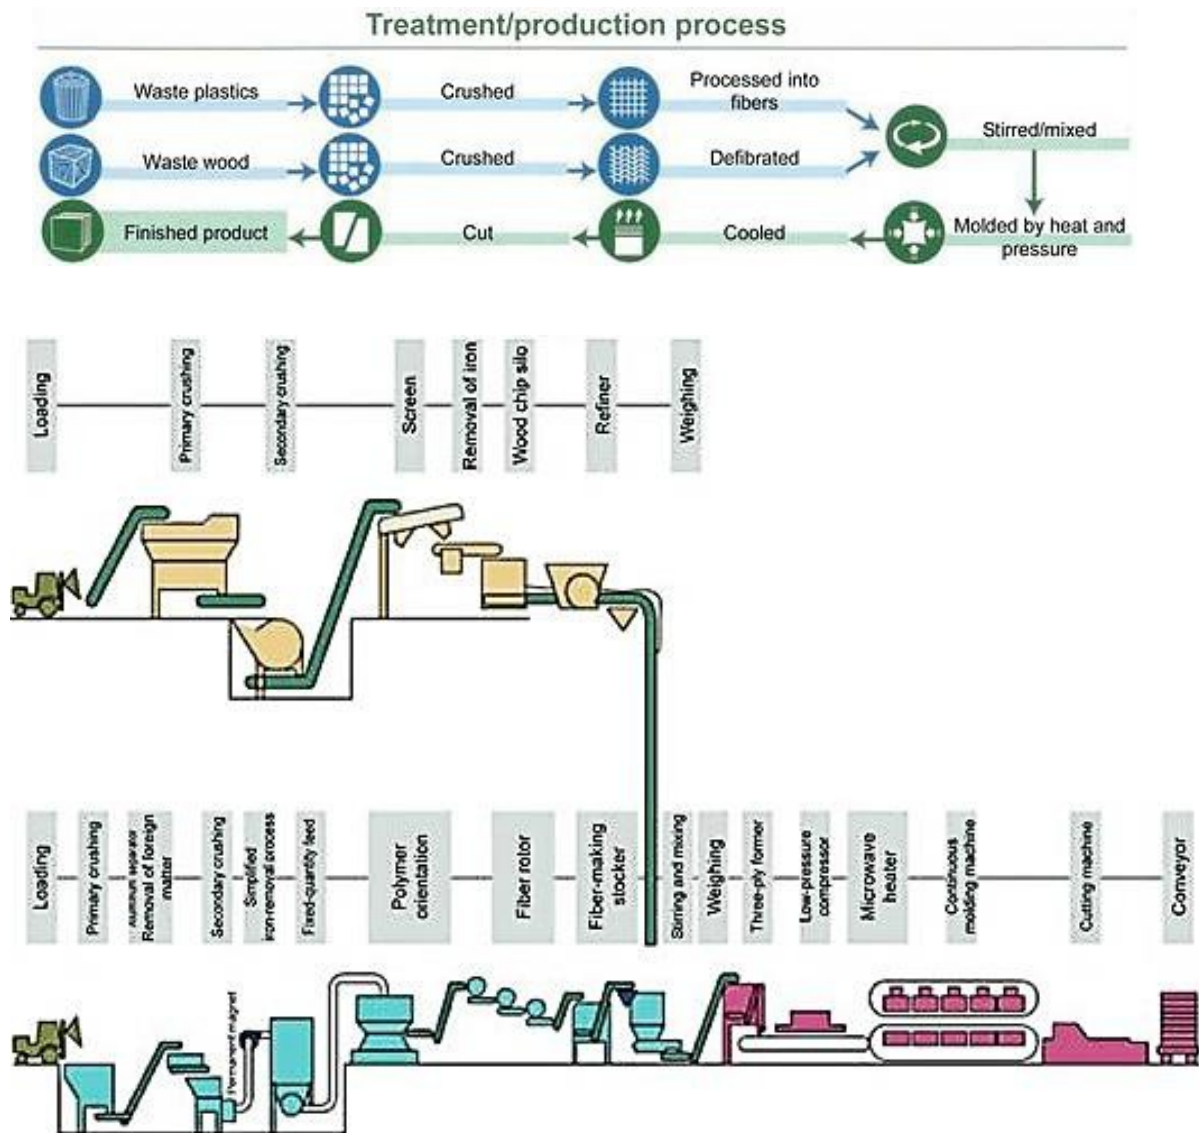 Treatment/production process
Waste plastics
Crushed
Processed into
fibers
Stirred/mixed
Waste wood
Crushed
Defibrated
Finished product
Cut
Cooled
Molded by heat and
pressure
Loading
Primary crushing
Secondary crushing
Screen
Removal of iron
Wood chip silo
Refiner
Weighing
Loading
Primary crushing
Aluminum separator
Removal of foreign
matter
Secondary crushing
Simplified
iron-removal process
Fixed-quantity feed
Polymer
orientation
Fiber rotor
Fiber-making
stocker
Stirring and mixing
Weighing
Three-ply former
Low-pressure
compressor
Microwave
heater
Continuous
molding machine
Cutting machine
Conveyor
Permanent magnet